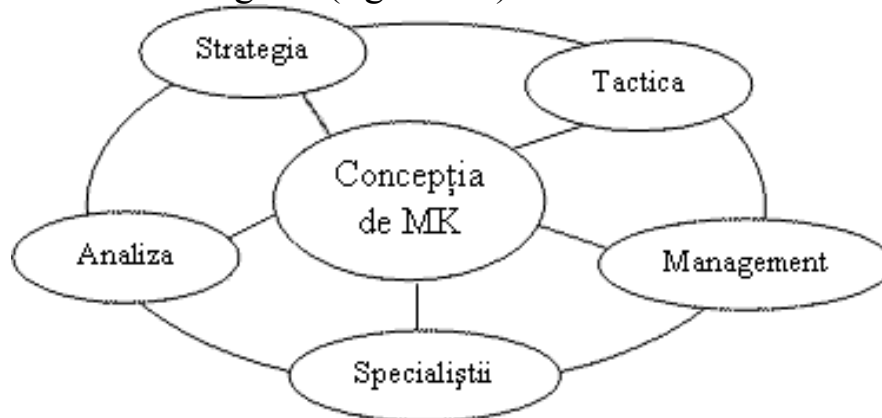 Strategia
Tactica
Concepţia
de MK
Analiza
Management
Specialiştii